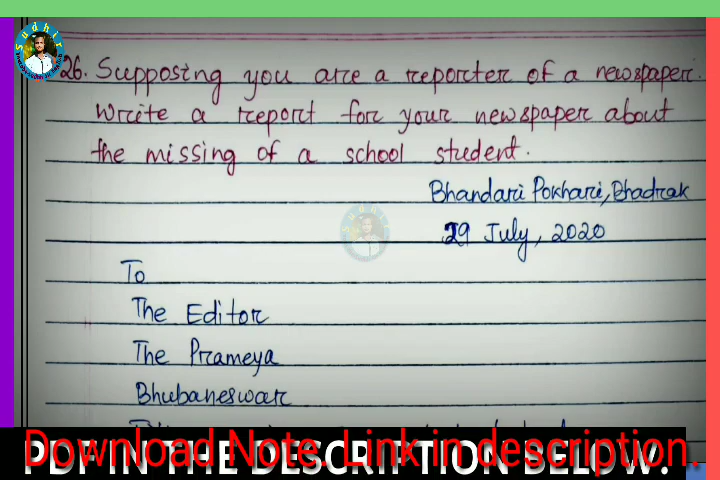 Sudhir
26. Supposing you are a reporter of a newspaper.
Write a report for your newspaper about
the missing of a school student.
Bhandari Pokhari, Bhadrak
29 July, 2020
To
The Editor
The Prameya
Bhubaneswar
PDF IN THE DESCRIPTION BELOW.
Download Note. Link in description.